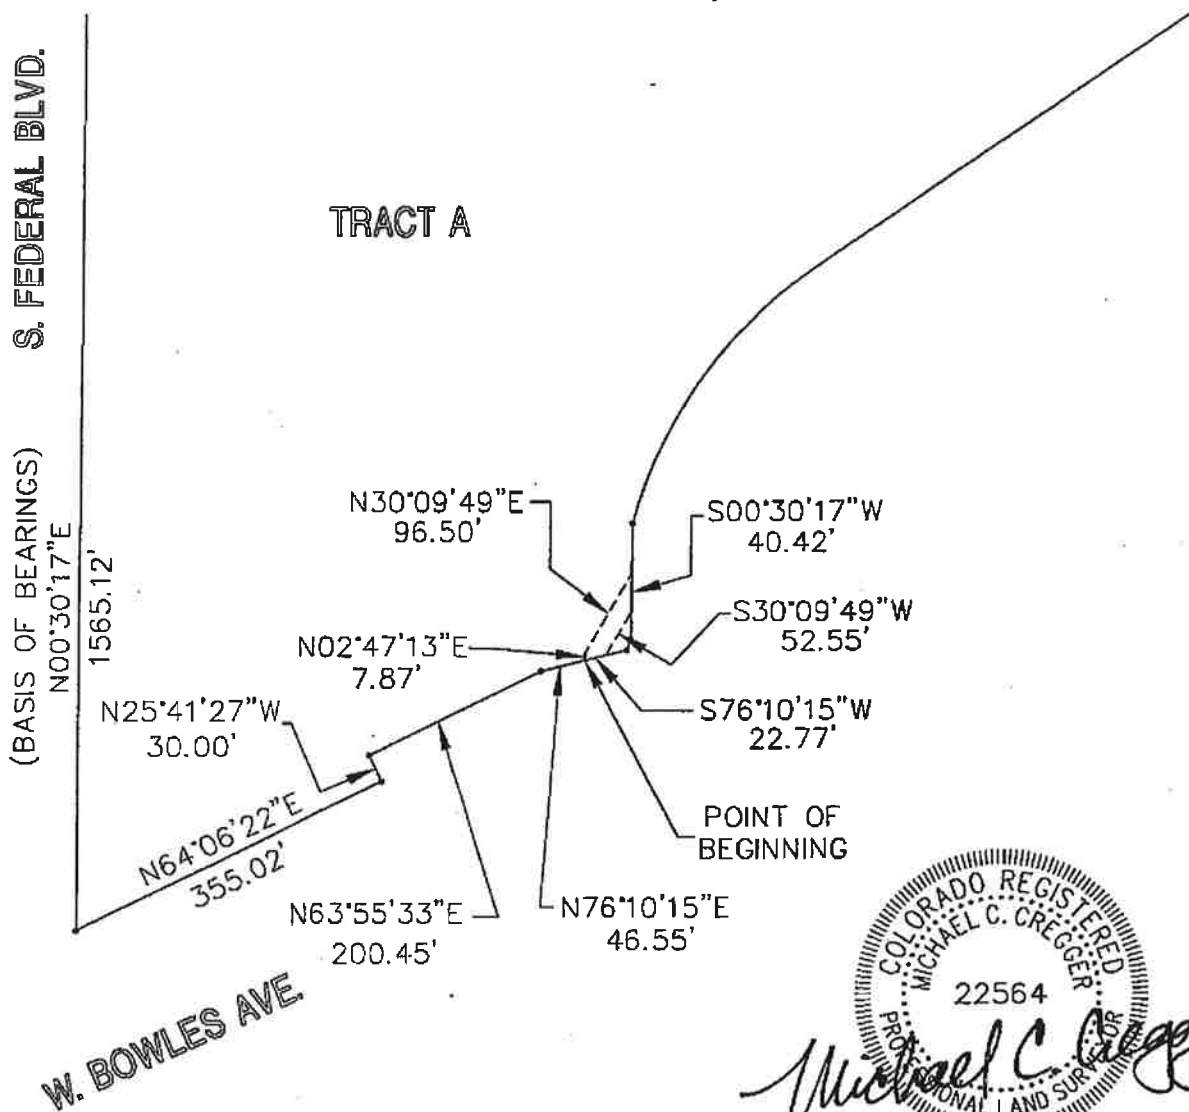 S. FEDERAL BLVD.
(BASIS OF BEARINGS)
N00°30'17"E
1565.12'
TRACT A
N30°09'49"E
96.50'
S00°30'17"W
40.42'
S30°09'49"W
52.55'
N02°47'13"E
7.87'
N25°41'27"W
30.00'
S76°10'15"W
22.77'
POINT OF
BEGINNING
N64°06'22"E
355.02'
N63°55'33"E
200.45'
N76°10'15"E
46.55'
W. BOWLES AVE.
COLORADO REGISTERED
MICHAEL C. CREGGER
22564
LAND
Michael C.